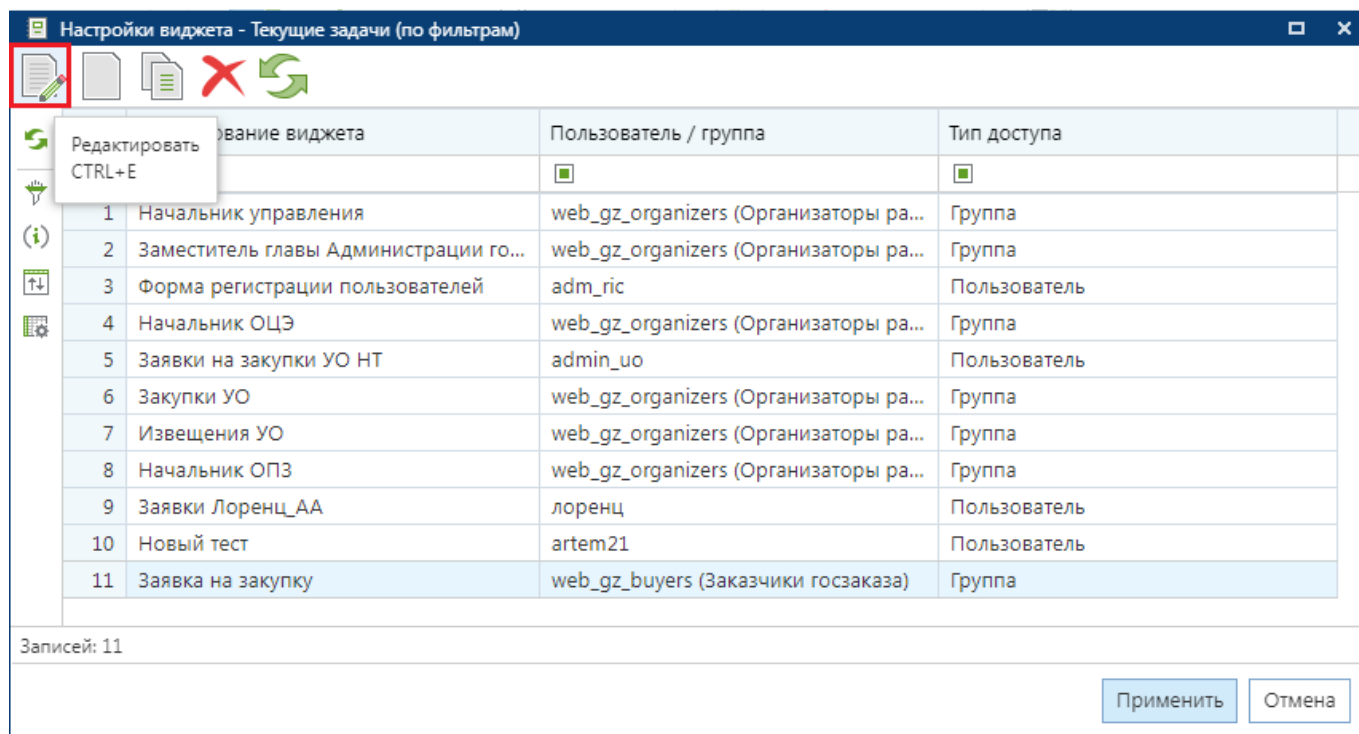 Настройки виджета - Текущие задачи (по фильтрам)
Редактировать
CTRL+E
ование виджета Пользователь / группа Тип доступа
1 Начальник управления web_gz_organizers (Организаторы ра... Группа
2 Заместитель главы Администрации го... web_gz_organizers (Организаторы ра... Группа
3 Форма регистрации пользователей adm_ric Пользователь
4 Начальник ОЦЭ web_gz_organizers (Организаторы ра... Группа
5 Заявки на закупки УО НТ admin_uo Пользователь
6 Закупки УО web_gz_organizers (Организаторы ра... Группа
7 Извещения УО web_gz_organizers (Организаторы ра... Группа
8 Начальник ОПЗ web_gz_organizers (Организаторы ра... Группа
9 Заявки Лоренц_АА лоренц Пользователь
10 Новый тест artem21 Пользователь
11 Заявка на закупку web_gz_buyers (Заказчики госзаказа) Группа
Записей: 11
Применить Отмена